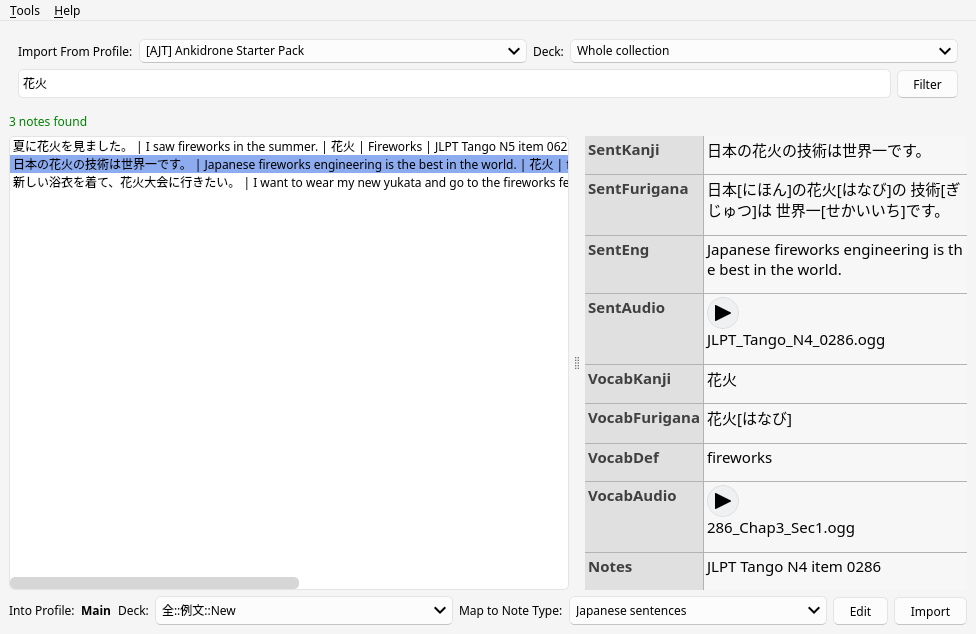 Tools Help
Import From Profile: [AJT] Ankidrone Starter Pack Deck: Whole collection
花火 Filter
3 notes found
夏に花火を見ました。 | I saw fireworks in the summer. | 花火 | Fireworks | JLPT Tango N5 item 062
日本の花火の技術は世界一です。 | Japanese fireworks engineering is the best in the world. | 花火 |
新しい浴衣を着て、花火大会に行きたい。 | I want to wear my new yukata and go to the fireworks fe
SentKanji 日本の花火の技術は世界一です。
SentFurigana 日本[にほん]の花火[はなび]の 技術[ぎ
じゅつ]は 世界一[せかいいち]です。
SentEng Japanese fireworks engineering is th
e best in the world.
SentAudio
JLPT_Tango_N4_0286.ogg
VocabKanji 花火
VocabFurigana 花火[はなび]
VocabDef fireworks
VocabAudio
286_Chap3_Sec1.ogg
Notes JLPT Tango N4 item 0286
Into Profile: Main Deck: 全::例文::New Map to Note Type: Japanese sentences Edit Import